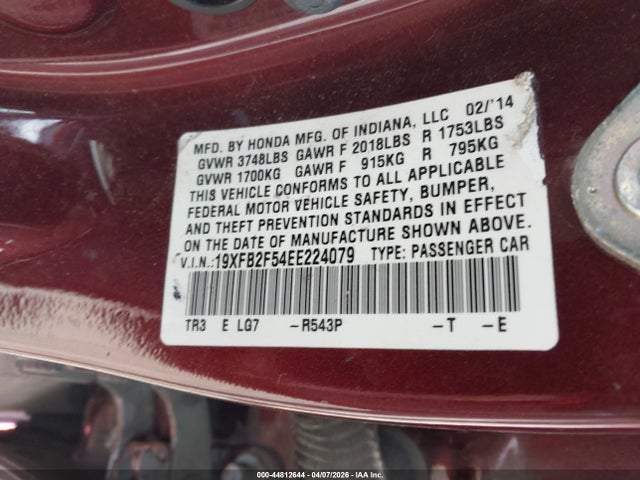 MFD. BY HONDA MFG. OF INDIANA, LLC 02/'14
GVWR 3748LBS GAWR F 2018LBS R 1753LBS
GVWR 1700KG GAWR F 915KG R 795KG
THIS VEHICLE CONFORMS TO ALL APPLICABLE
FEDERAL MOTOR VEHICLE SAFETY, BUMPER,
AND THEFT PREVENTION STANDARDS IN EFFECT
ON THE DATE OF MANUFACTURE SHOWN ABOVE.
V.I.N.:19XFB2F54EE224079 TYPE: PASSENGER CAR
TR3 E LG7 -R543P -T -E
000-44812644 - 04/07/2026 - IAA Inc.